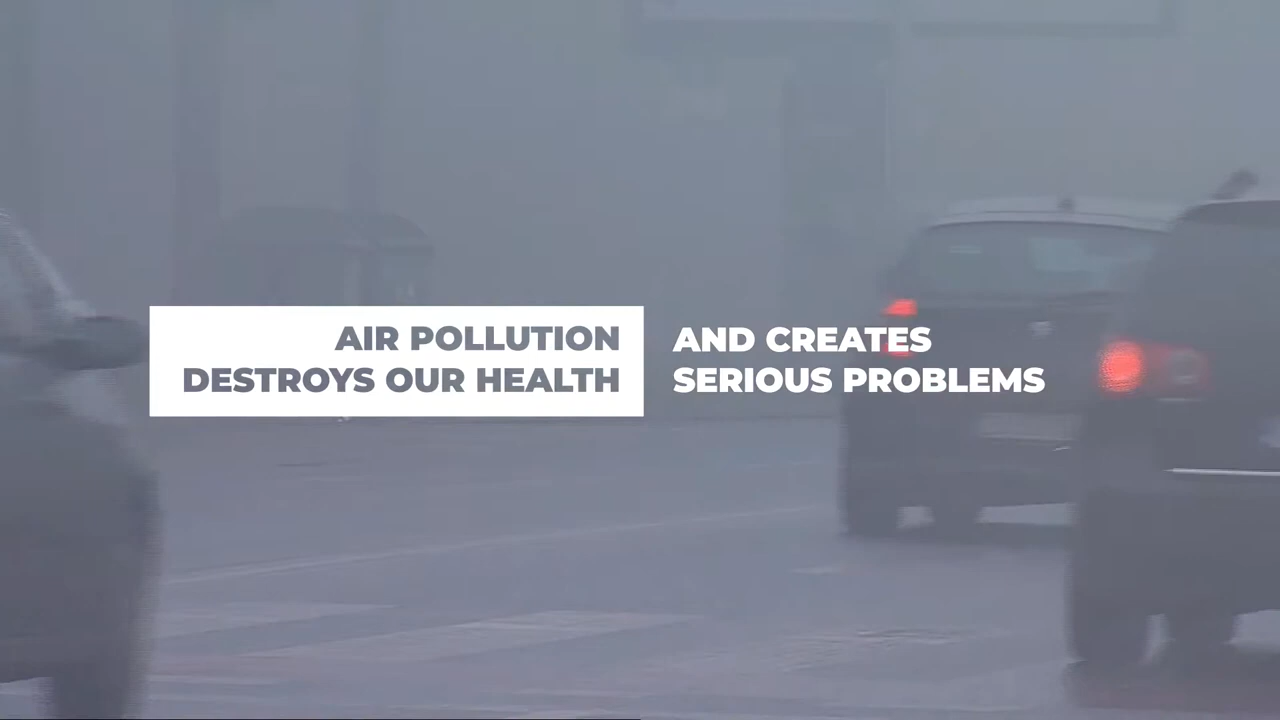 AIR POLLUTION
DESTROYS OUR HEALTH
AND CREATES
SERIOUS PROBLEMS